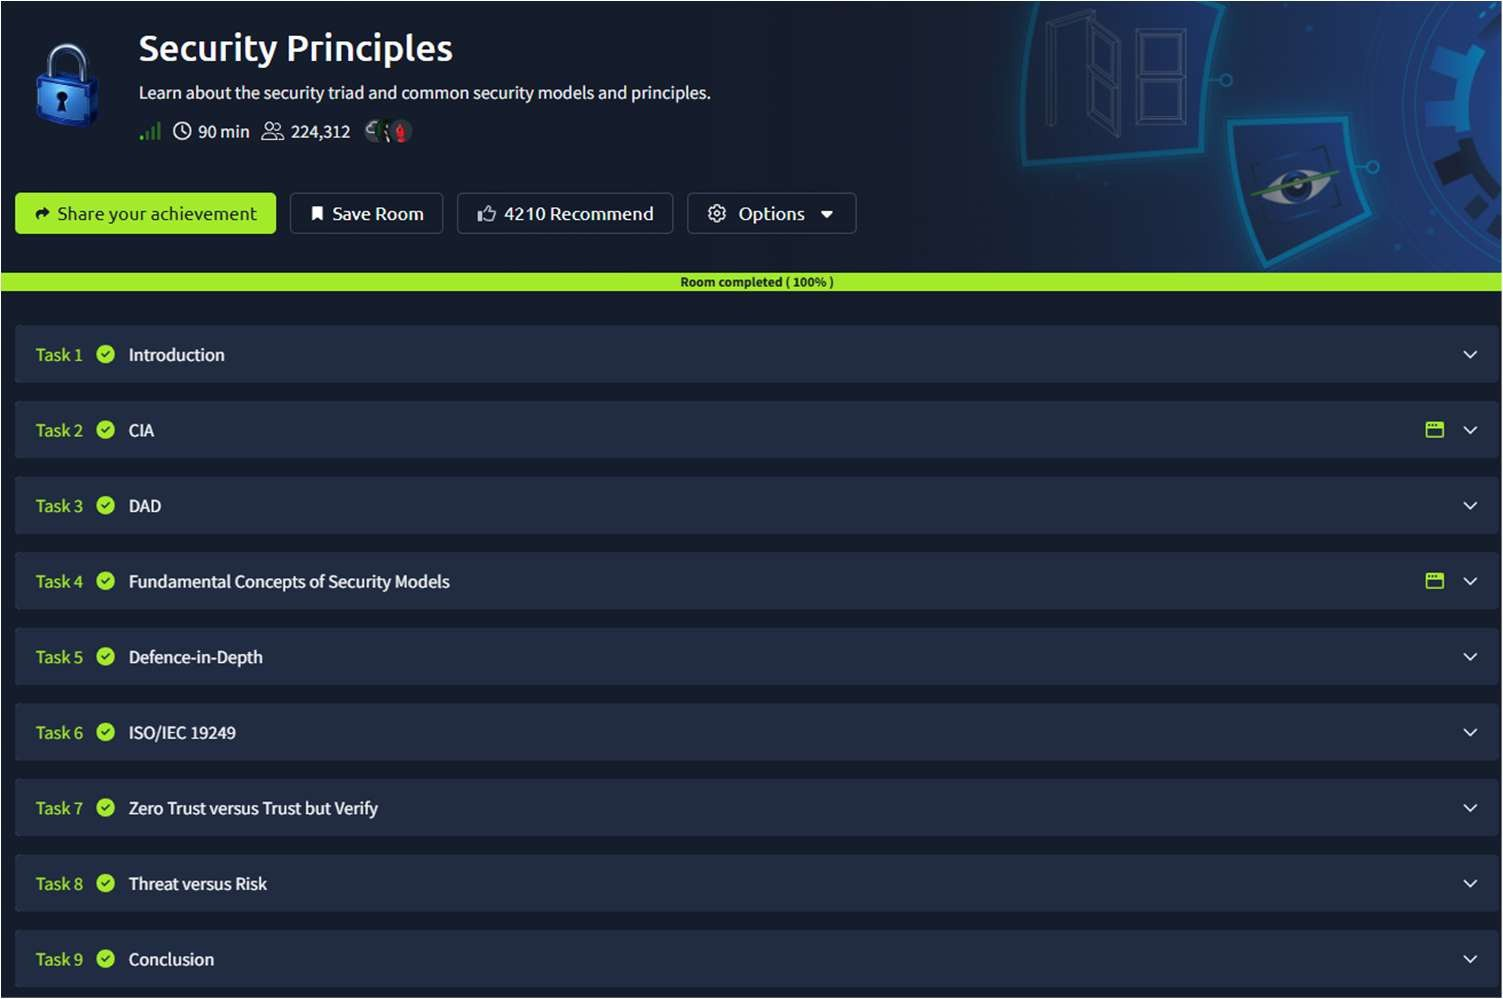 Security Principles
Learn about the security triad and common security models and principles.
90 min 224,312
Share your achievement Save Room 4210 Recommend Options
Room completed ( 100% )
Task 1 Introduction
Task 2 CIA
Task 3 DAD
Task 4 Fundamental Concepts of Security Models
Task 5 Defence-in-Depth
Task 6 ISO/IEC 19249
Task 7 Zero Trust versus Trust but Verify
Task 8 Threat versus Risk
Task 9 Conclusion